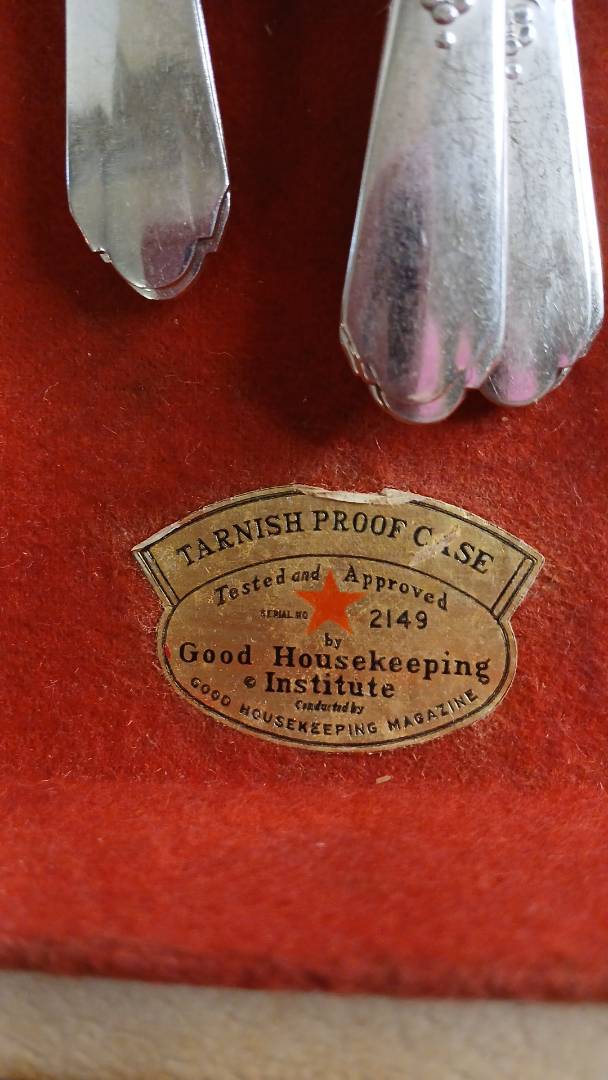 TARNISH PROOF CASE
Tested and Approved
SERIAL NO 2149
by
Good Housekeeping
© Institute
Conducted by
GOOD HOUSEKEEPING MAGAZINE